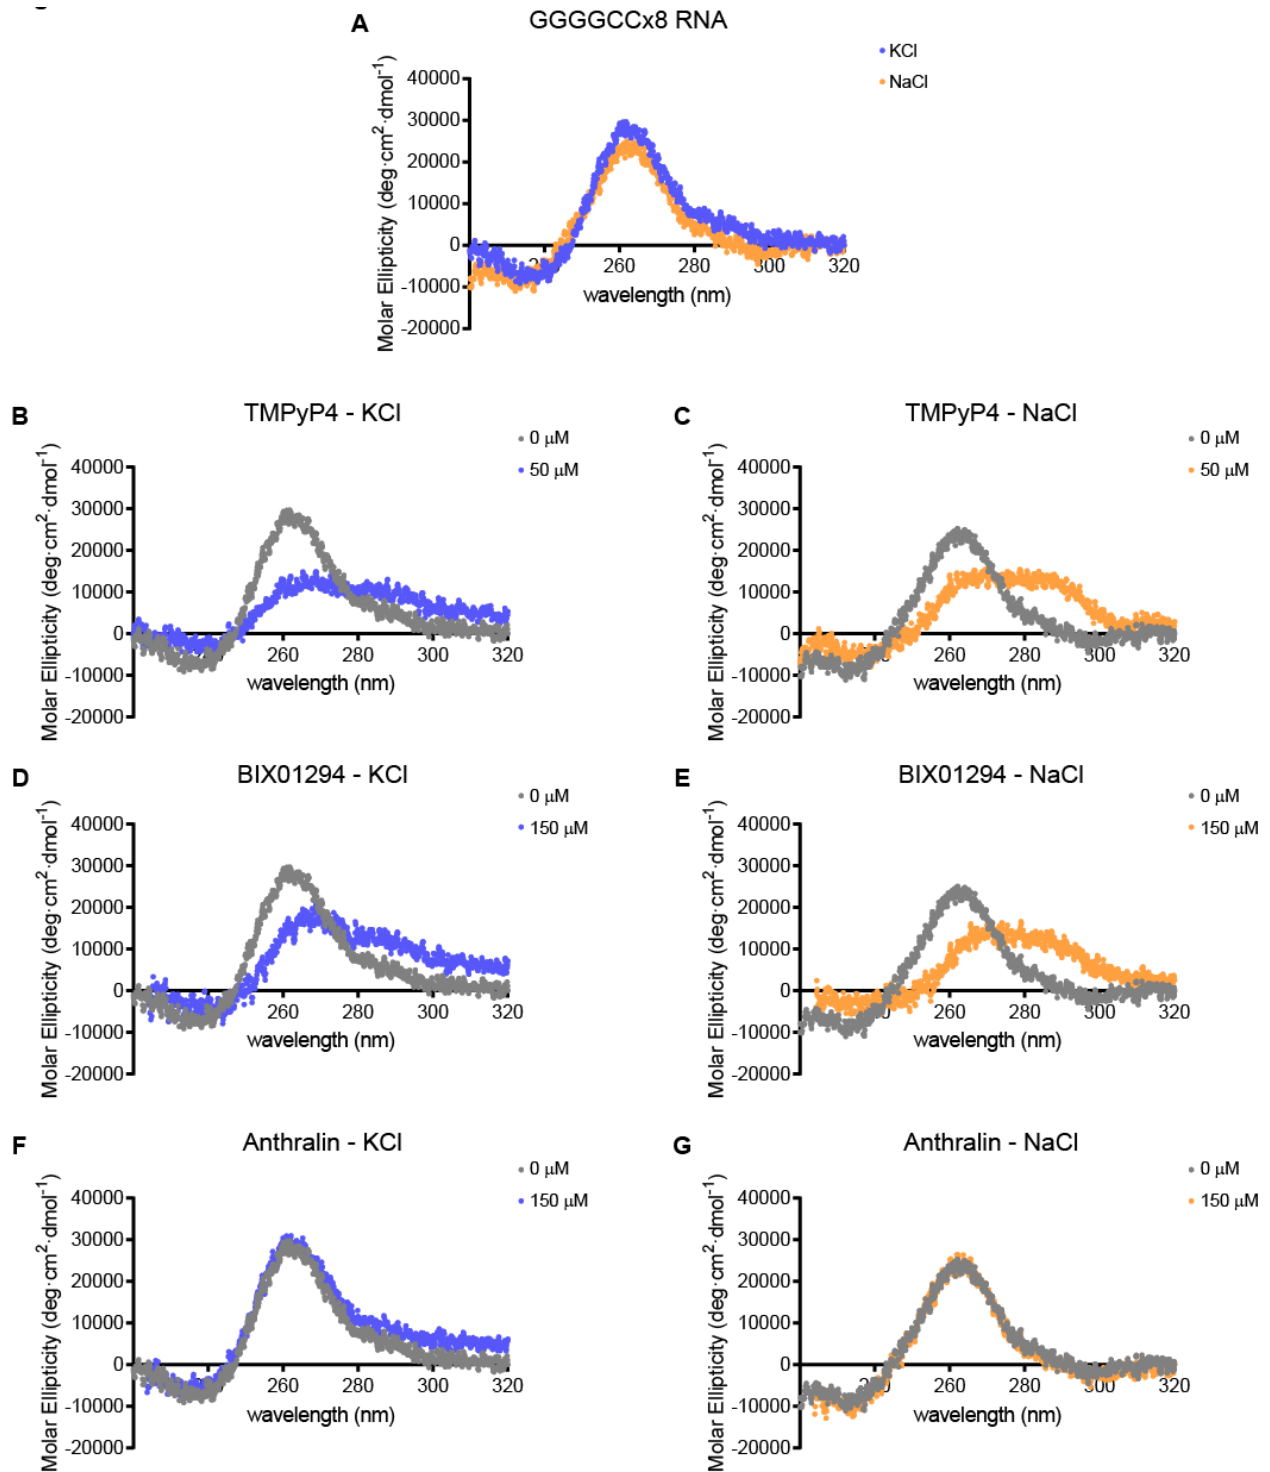 A
GGGGCCx8 RNA
KCl
NaCl
Molar Ellipticity (deg·cm²·dmol⁻¹)
40000
30000
20000
10000
0
-10000
-20000
260
280
300
320
wavelength (nm)
B
TMPyP4 - KCl
0 μM
50 μM
Molar Ellipticity (deg·cm²·dmol⁻¹)
40000
30000
20000
10000
0
-10000
-20000
260
280
300
320
wavelength (nm)
C
TMPyP4 - NaCl
0 μM
50 μM
Molar Ellipticity (deg·cm²·dmol⁻¹)
40000
30000
20000
10000
0
-10000
-20000
260
280
300
320
wavelength (nm)
D
BIX01294 - KCl
0 μM
150 μM
Molar Ellipticity (deg·cm²·dmol⁻¹)
40000
30000
20000
10000
0
-10000
-20000
260
280
300
320
wavelength (nm)
E
BIX01294 - NaCl
0 μM
150 μM
Molar Ellipticity (deg·cm²·dmol⁻¹)
40000
30000
20000
10000
0
-10000
-20000
260
280
300
320
wavelength (nm)
F
Anthralin - KCl
0 μM
150 μM
Molar Ellipticity (deg·cm²·dmol⁻¹)
40000
30000
20000
10000
0
-10000
-20000
260
280
300
320
wavelength (nm)
G
Anthralin - NaCl
0 μM
150 μM
Molar Ellipticity (deg·cm²·dmol⁻¹)
40000
30000
20000
10000
0
-10000
-20000
260
280
300
320
wavelength (nm)